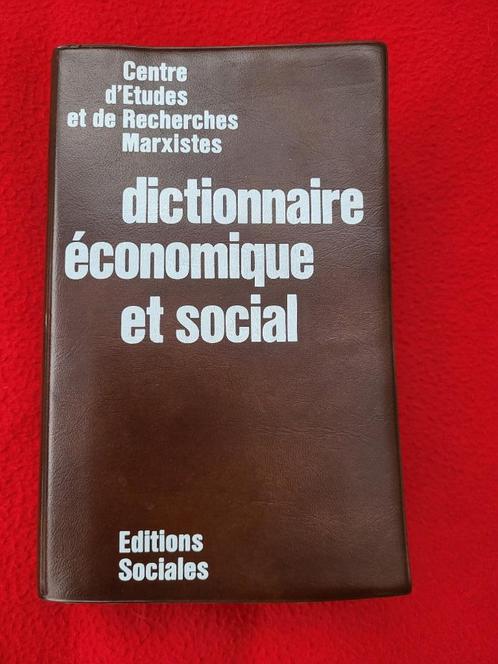 Centre
d'Etudes
et de Recherches
Marxistes
dictionnaire
économique
et social
Editions
Sociales